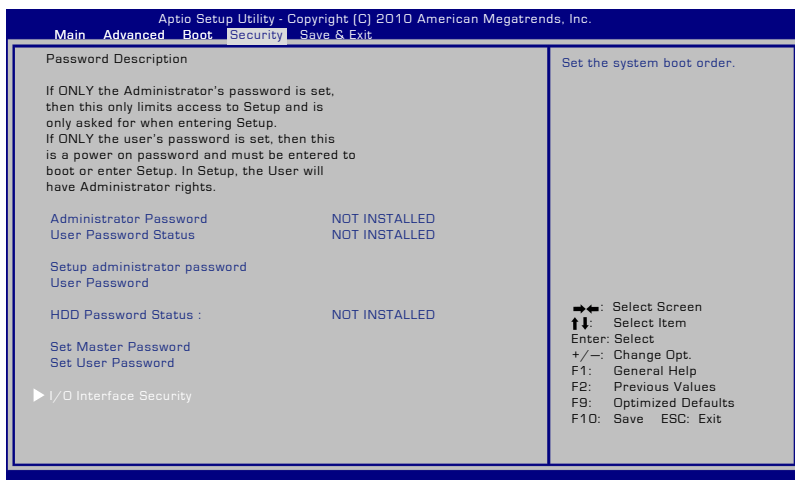 Aptio Setup Utility - Copyright (C) 2010 American Megatrends, Inc.
Main Advanced Boot Security Save & Exit
Password Description
If ONLY the Administrator's password is set,
then this only limits access to Setup and is
only asked for when entering Setup.
If ONLY the user's password is set, then this
is a power on password and must be entered to
boot or enter Setup. In Setup, the User will
have Administrator rights.
Administrator Password NOT INSTALLED
User Password Status NOT INSTALLED
Setup administrator password
User Password
HDD Password Status : NOT INSTALLED
Set Master Password
Set User Password
I/O Interface Security
Set the system boot order.
→←: Select Screen
↑↓: Select Item
Enter: Select
+/—: Change Opt.
F1: General Help
F2: Previous Values
F9: Optimized Defaults
F10: Save ESC: Exit